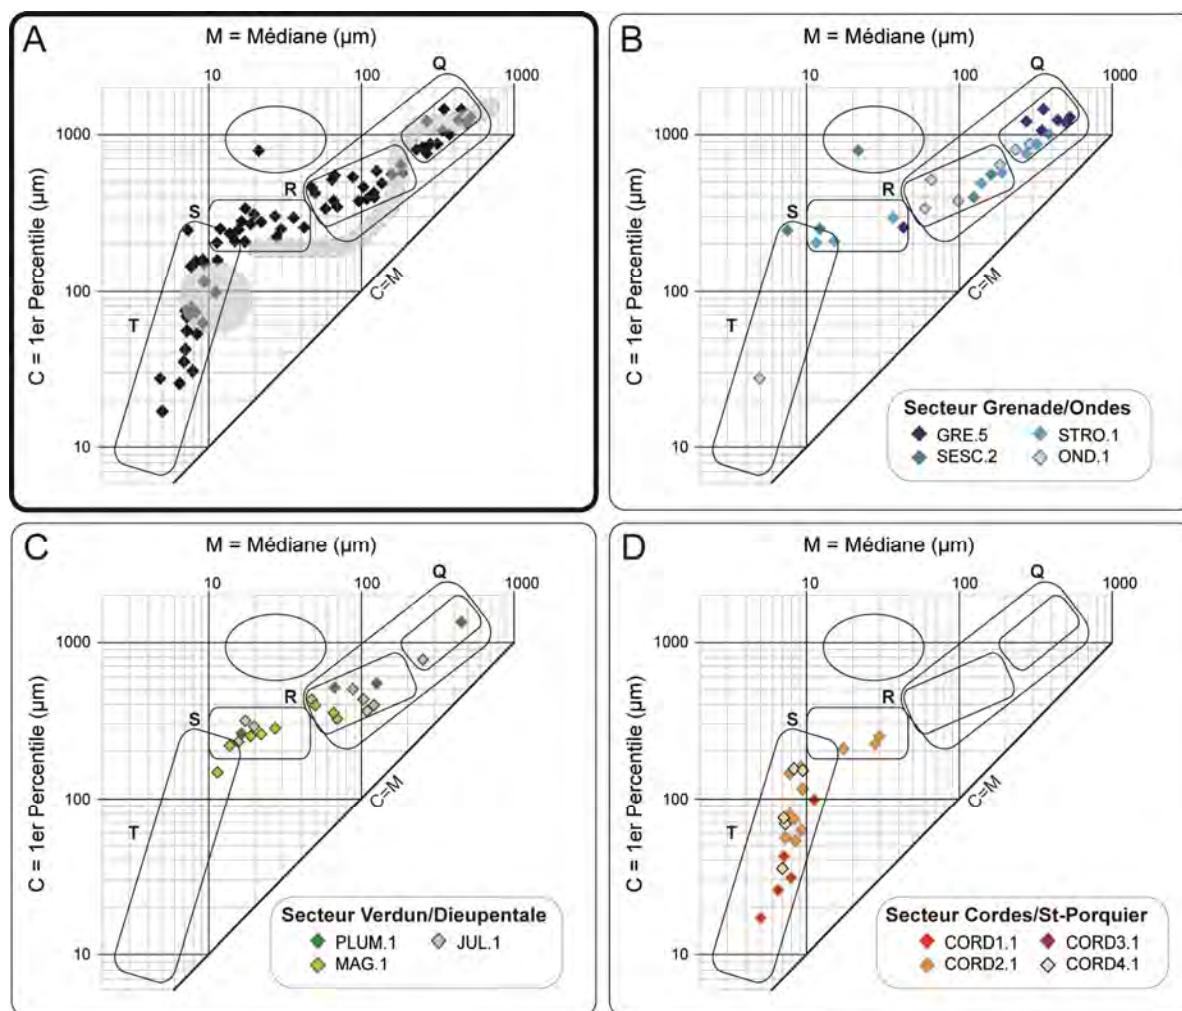 A
M = Médiane (µm)
10 100 1000
Q
1000
C = 1er Percentile (µm)
R
S
100
T
C=M
10
B
M = Médiane (µm)
10 100 1000
Q
1000
C = 1er Percentile (µm)
R
S
100
T
C=M
10
Secteur Grenade/Ondes
GRE.5 STRO.1
SESC.2 OND.1
C
M = Médiane (µm)
10 100 1000
Q
1000
C = 1er Percentile (µm)
R
S
100
T
C=M
10
Secteur Verdun/Dieupentale
PLUM.1 JUL.1
MAG.1
D
M = Médiane (µm)
10 100 1000
Q
1000
C = 1er Percentile (µm)
R
S
100
T
C=M
10
Secteur Cordes/St-Porquier
CORD1.1 CORD3.1
CORD2.1 CORD4.1